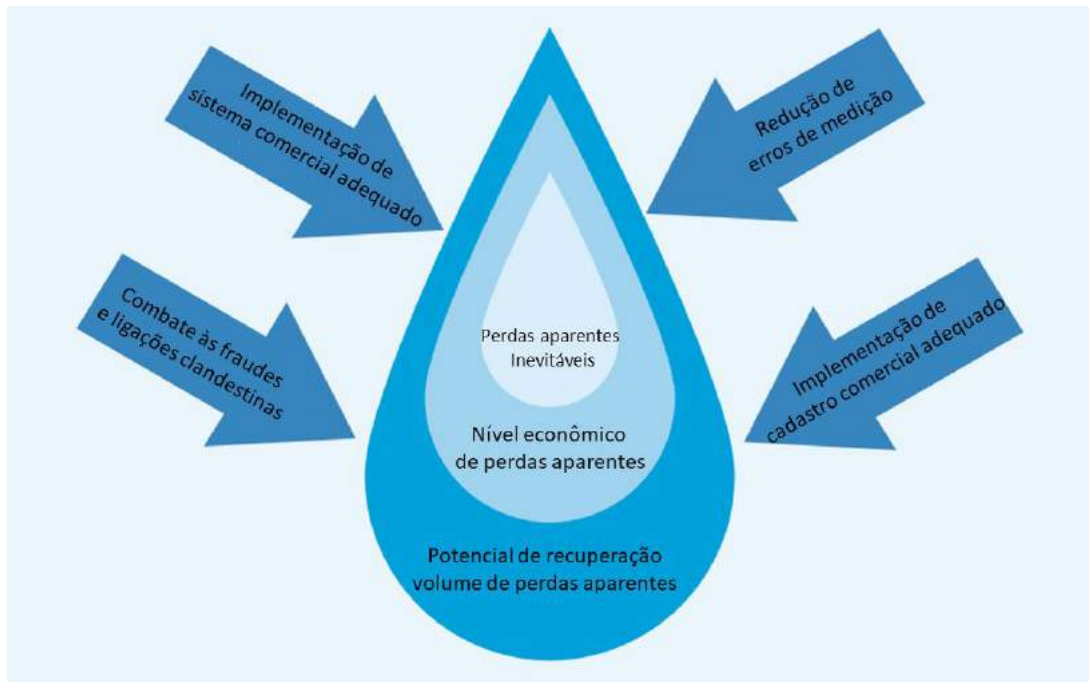 Implementação de
sistema comercial adequado
Redução de
erros de medição
Combate às fraudes
e ligações clandestinas
Implementação de
cadastro comercial adequado
Perdas aparentes
Inevitáveis
Nível econômico
de perdas aparentes
Potencial de recuperação
volume de perdas aparentes